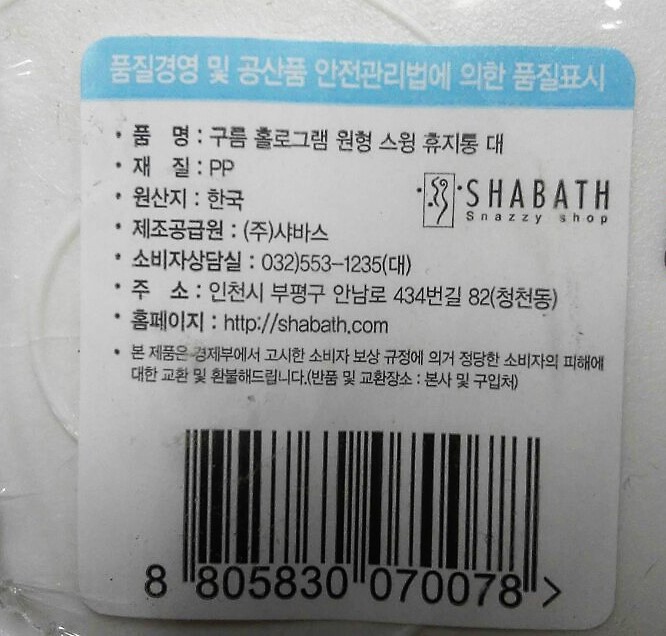 품질경영 및 공산품 안전관리법에 의한 품질표시
• 품 명 : 구름 홀로그램 원형 스윙 휴지통 대
• 재 질 : PP
• 원산지 : 한국
• 제조공급원 : (주)샤바스
• 소비자상담실 : 032)553-1235(대)
• 주 소 : 인천시 부평구 안남로 434번길 82(청천동)
• 홈페이지 : http://shabath.com
SHABATH
Snazzy shop
• 본 제품은 경제부에서 고시한 소비자 보상 규정에 의거 정당한 소비자의 피해에
대한 교환 및 환불해드립니다.(반품 및 교환장소 : 본사 및 구입처)
8 805830 070078 >